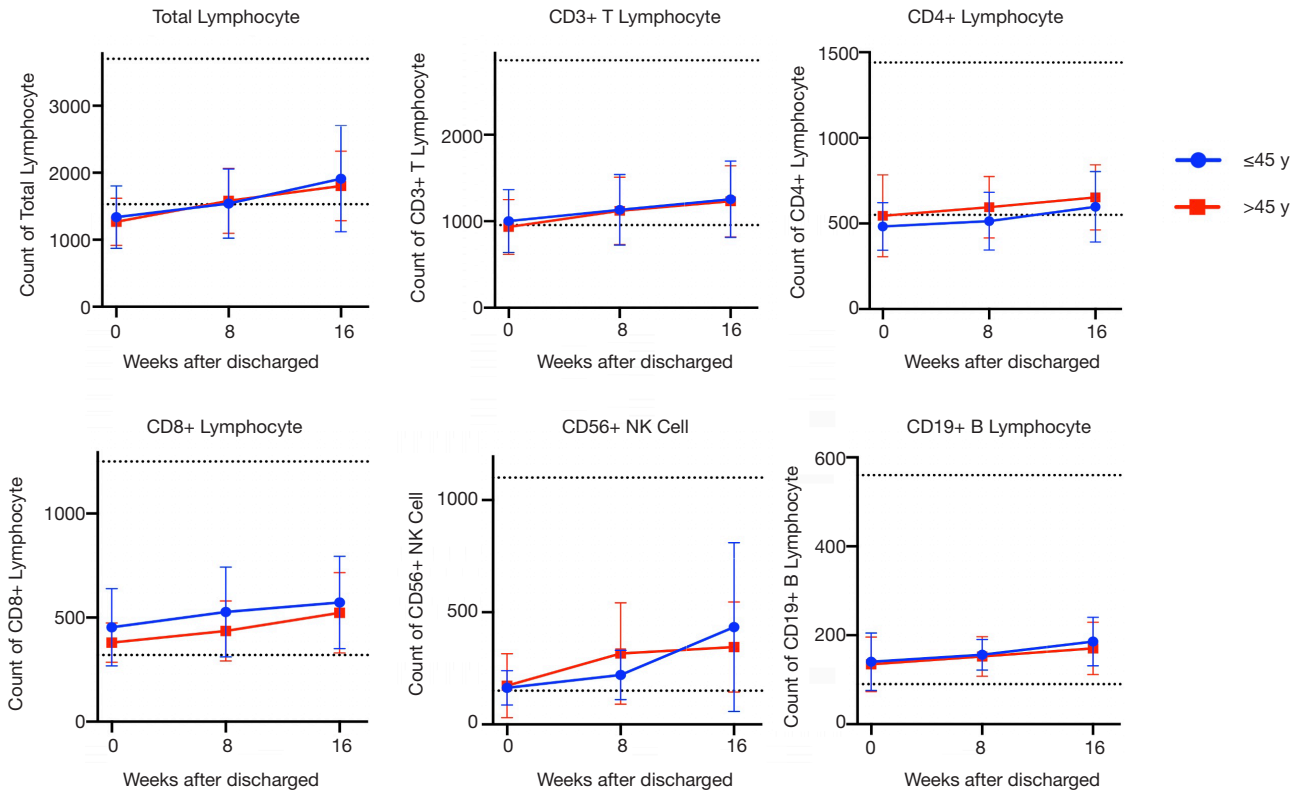 Total Lymphocyte
Count of Total Lymphocyte
3000
2000
1000
0
0 8 16
Weeks after discharged
CD3+ T Lymphocyte
Count of CD3+ T Lymphocyte
2000
1000
0
0 8 16
Weeks after discharged
CD4+ Lymphocyte
Count of CD4+ Lymphocyte
1500
1000
500
0
0 8 16
Weeks after discharged
≤45 y
>45 y
CD8+ Lymphocyte
Count of CD8+ Lymphocyte
1000
500
0
0 8 16
Weeks after discharged
CD56+ NK Cell
Count of CD56+ NK Cell
1000
500
0
0 8 16
Weeks after discharged
CD19+ B Lymphocyte
Count of CD19+ B Lymphocyte
600
400
200
0
0 8 16
Weeks after discharged